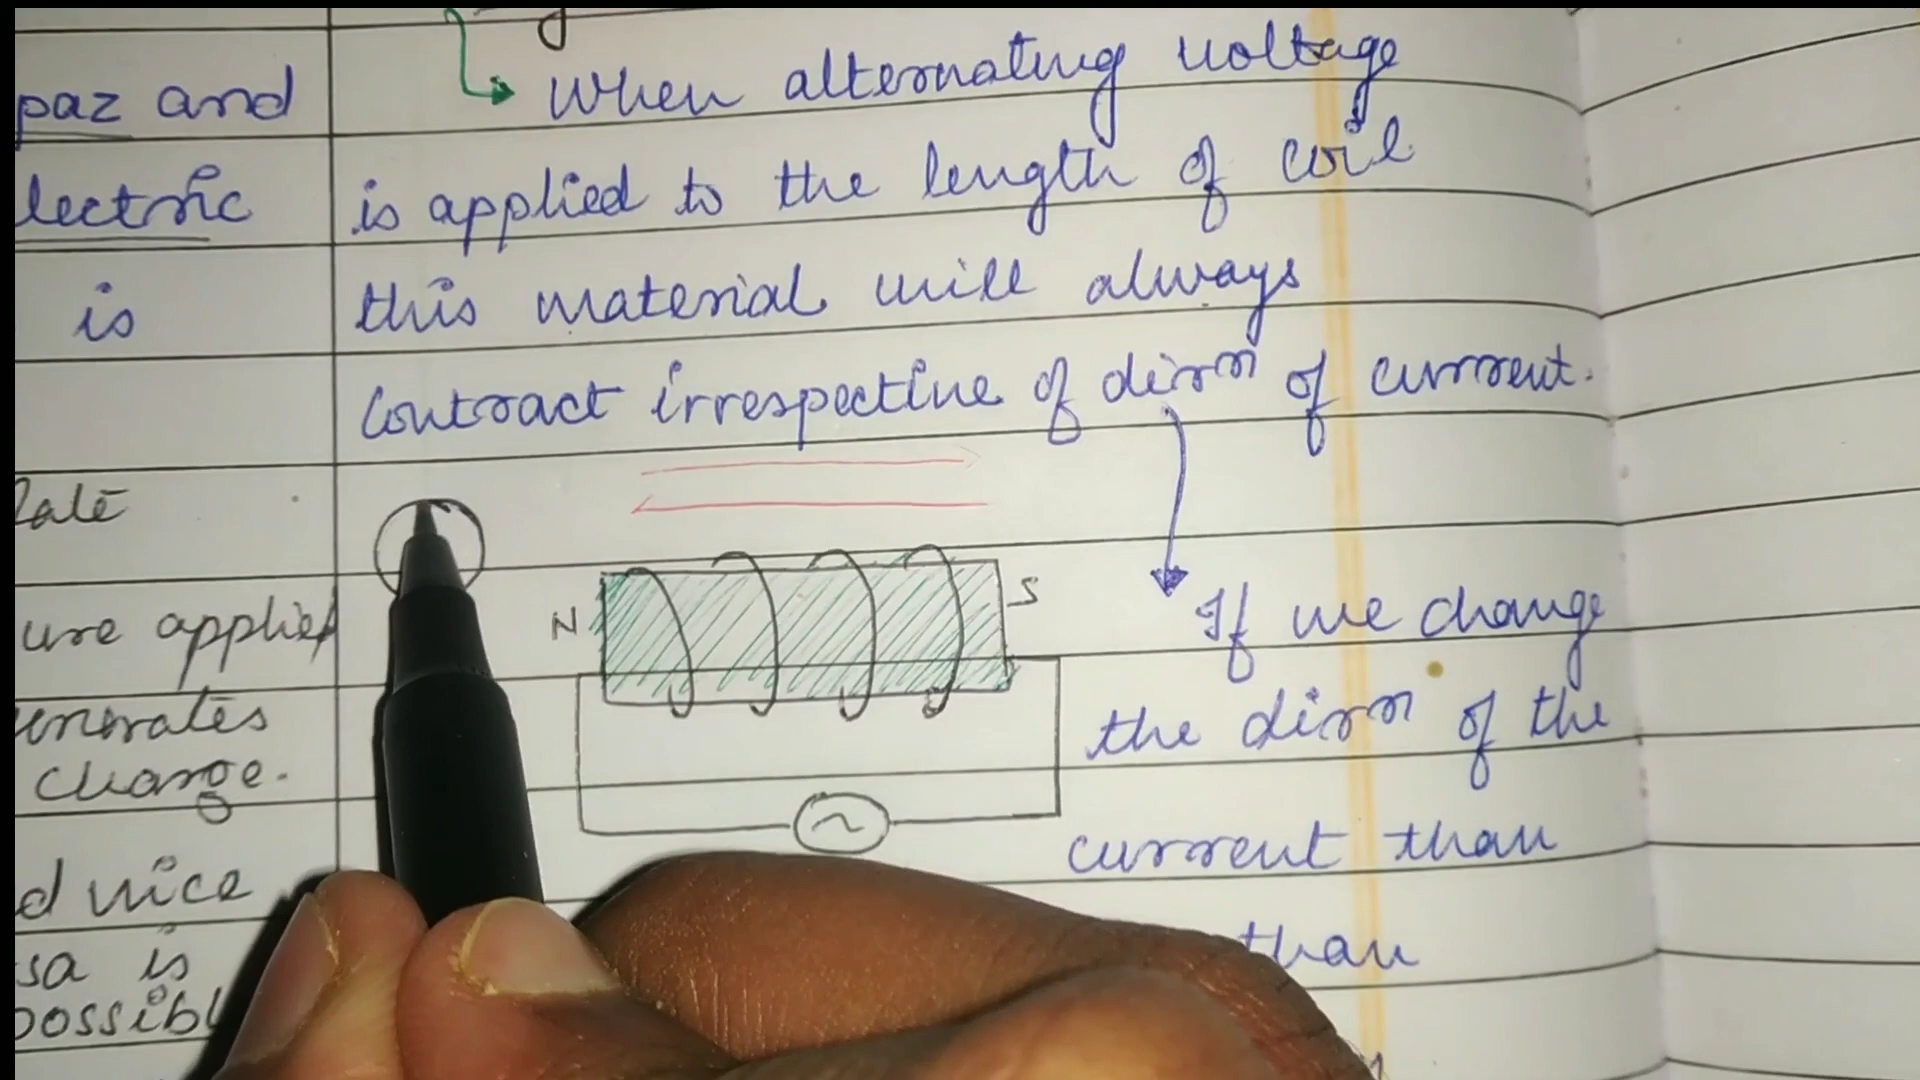 paz and
lectric
is
late
ure applied
enerates
charge.
d vice
sa is
possibl
When alternating voltage
is applied to the length of coil
this material will always
Contract irrespective of dirⁿ of current.
N
S
~
If we change
the dirⁿ of the
current than
than